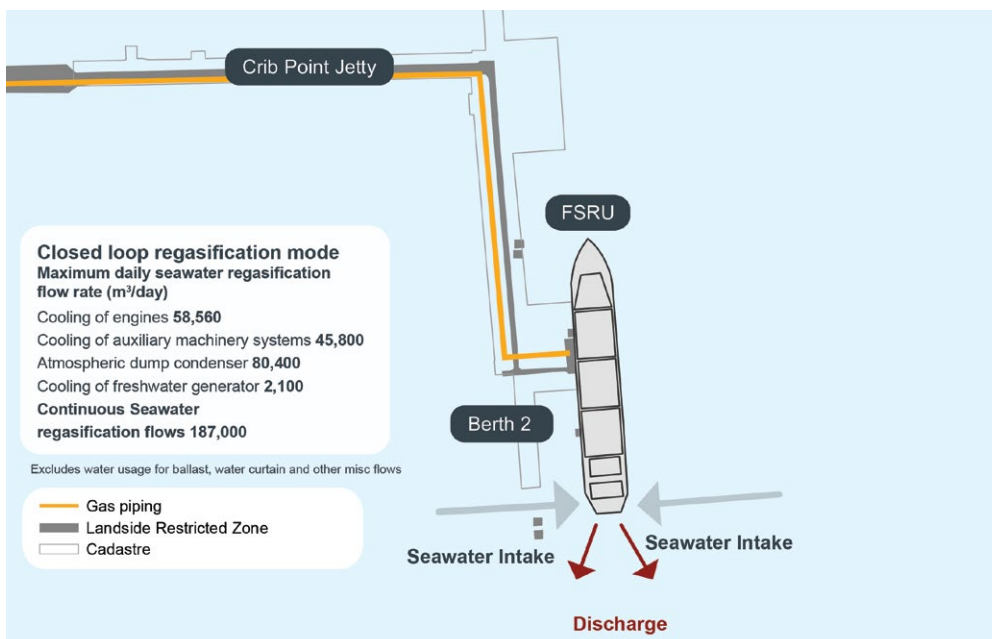 Crib Point Jetty
FSRU
Closed loop regasification mode
Maximum daily seawater regasification
flow rate (m³/day)
Cooling of engines 58,560
Cooling of auxiliary machinery systems 45,800
Atmospheric dump condenser 80,400
Cooling of freshwater generator 2,100
Continuous Seawater
regasification flows 187,000
Berth 2
Excludes water usage for ballast, water curtain and other misc flows
Gas piping
Landside Restricted Zone
Cadastre
Seawater Intake
Seawater Intake
Discharge